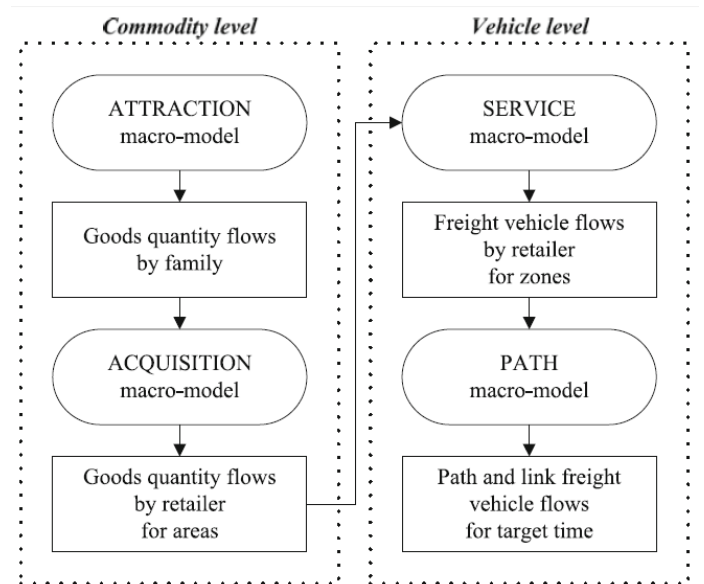 Commodity level
ATTRACTION
macro-model
Goods quantity flows
by family
ACQUISITION
macro-model
Goods quantity flows
by retailer
for areas
Vehicle level
SERVICE
macro-model
Freight vehicle flows
by retailer
for zones
PATH
macro-model
Path and link freight
vehicle flows
for target time